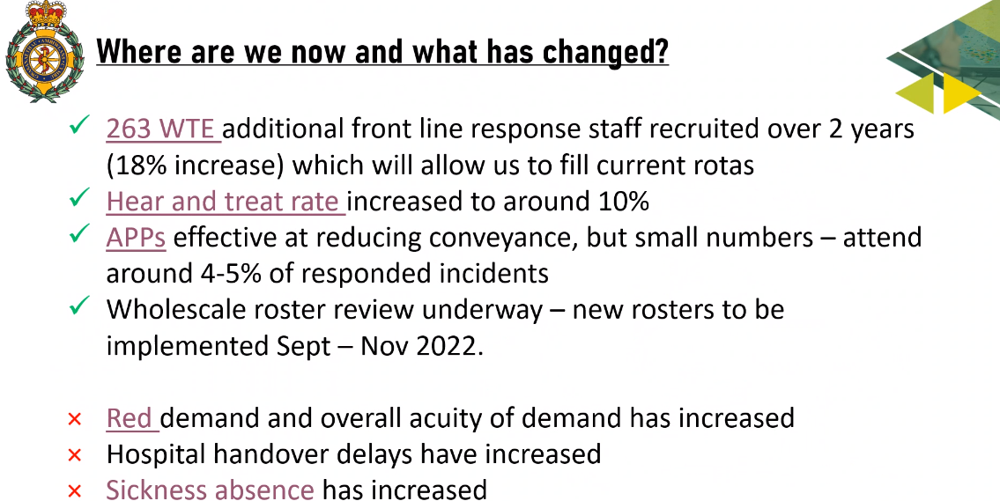 Where are we now and what has changed?
✓ 263 WTE additional front line response staff recruited over 2 years
(18% increase) which will allow us to fill current rotas
✓ Hear and treat rate increased to around 10%
✓ APPs effective at reducing conveyance, but small numbers – attend
around 4-5% of responded incidents
✓ Wholescale roster review underway – new rosters to be
implemented Sept – Nov 2022.
× Red demand and overall acuity of demand has increased
× Hospital handover delays have increased
× Sickness absence has increased